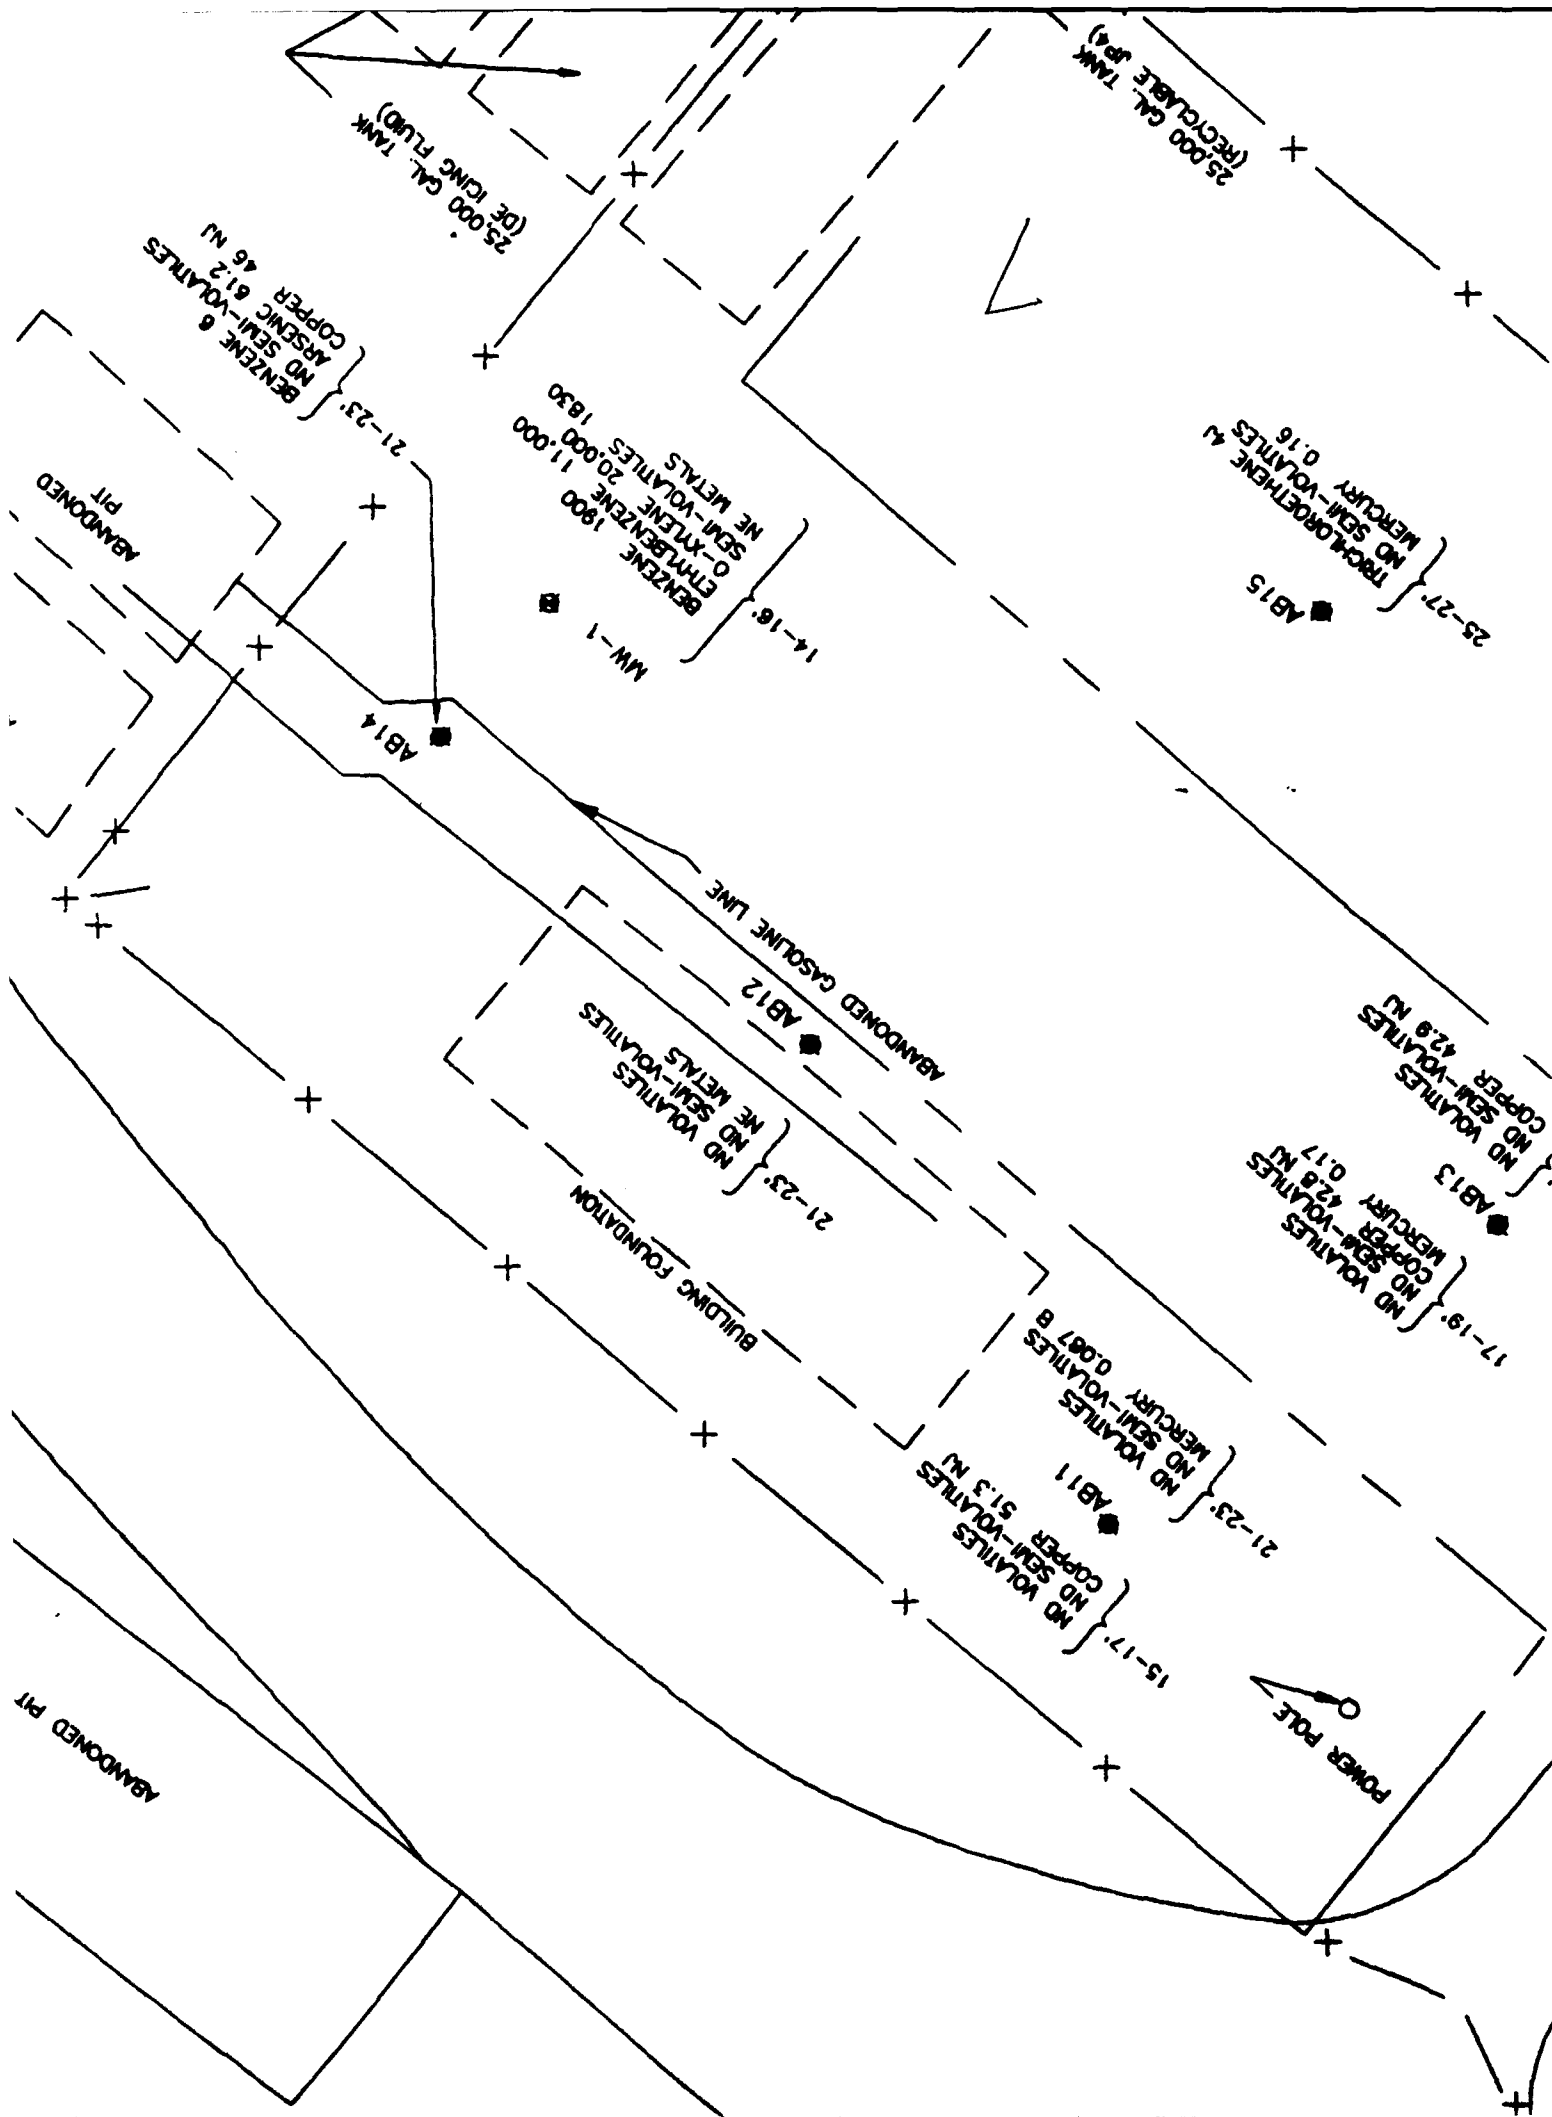 25,000 GAL. TANK
(RECYCLABLE JP4)
25,000 GAL. TANK
(DE ICING FLUID)
21-23'
BENZENE 6
ND SEMI-VOLATILES
ARSENIC 81.2
COPPER 46 NJ
AB14
ABANDONED
PIT
MW-1
14-16'
BENZENE 1900
ETHYLBENZENE 11,000
O-XYLENE 20,000
SEMI-VOLATILES 1830
NE METALS
AB15
25-27'
TRICHLOROETHENE 4J
ND SEMI-VOLATILES
MERCURY 0.16
ABANDONED GASOLINE LINE
AB12
21-23'
ND VOLATILES
ND SEMI-VOLATILES
NE METALS
BUILDING FOUNDATION
AB13
ND VOLATILES
ND SEMI-VOLATILES
COPPER 42.9 NJ
17-19'
ND VOLATILES
ND SEMI-VOLATILES
COPPER 42.8 NJ
MERCURY 0.17
AB11
21-23'
ND VOLATILES
ND SEMI-VOLATILES
MERCURY 0.087 B
15-17'
ND VOLATILES
ND SEMI-VOLATILES
COPPER 51.3 NJ
POWER POLE
ABANDONED PIT